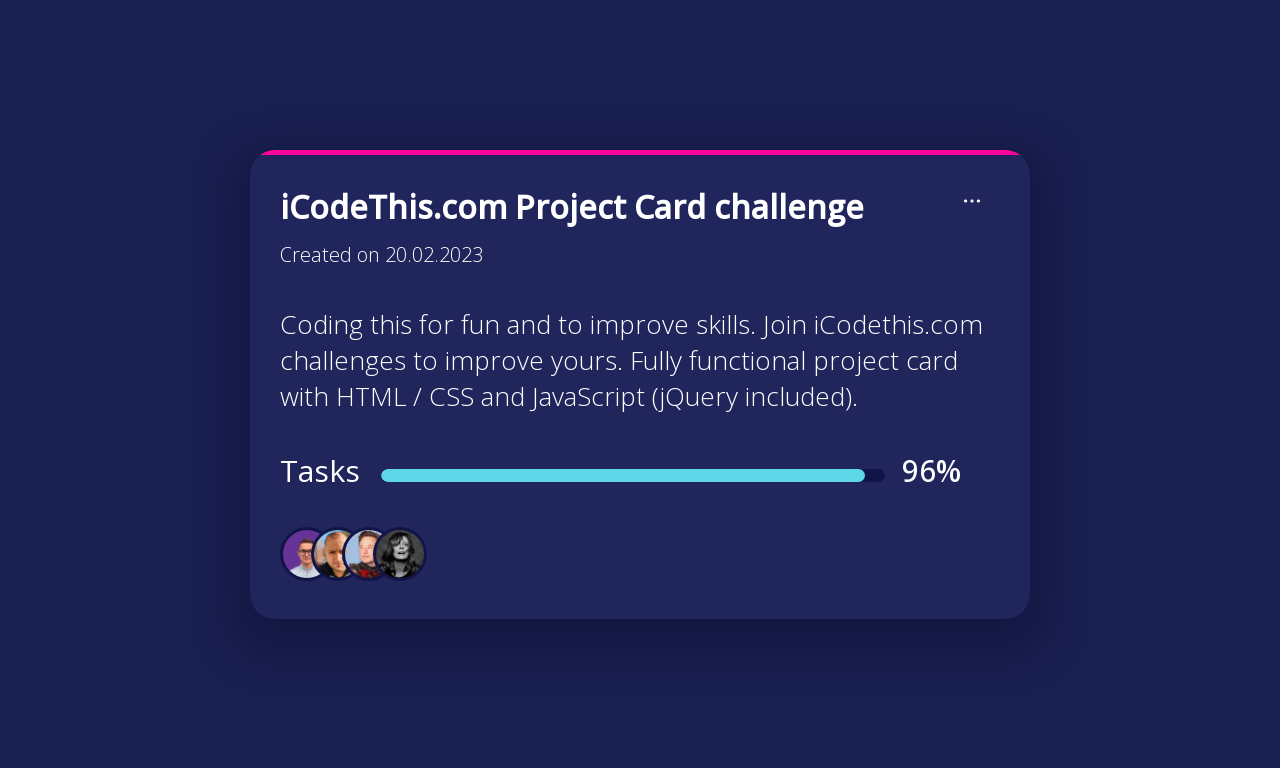 iCodeThis.com Project Card challenge
...
Created on 20.02.2023
Coding this for fun and to improve skills. Join iCodethis.com
challenges to improve yours. Fully functional project card
with HTML / CSS and JavaScript (jQuery included).
Tasks 96%